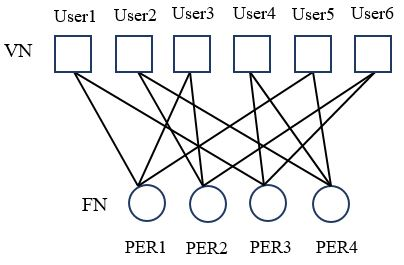 User1 User2 User3 User4 User5 User6
VN
FN
PER1 PER2 PER3 PER4